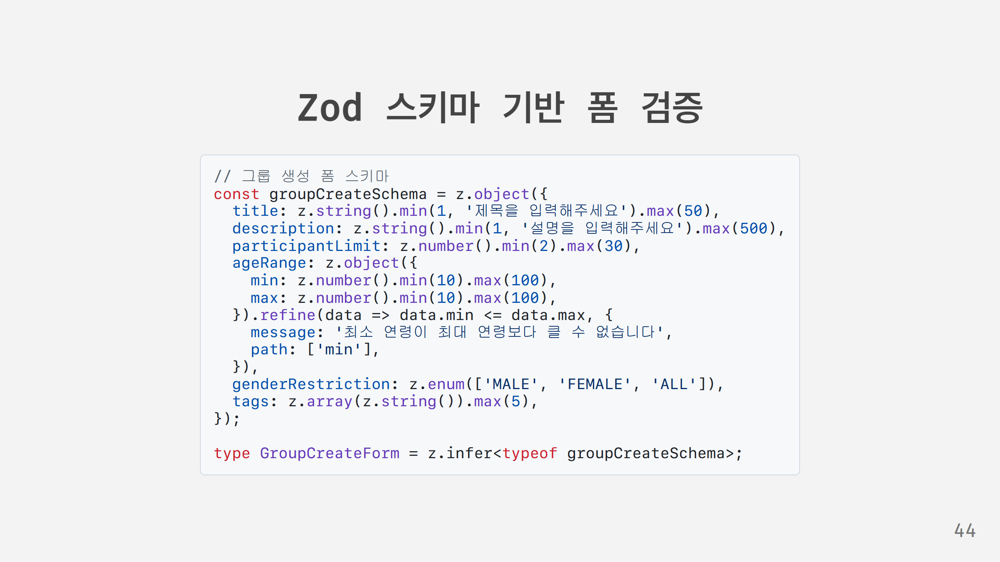 Zod 스키마 기반 폼 검증
// 그룹 생성 폼 스키마
const groupCreateSchema = z.object({
  title: z.string().min(1, '제목을 입력해주세요').max(50),
  description: z.string().min(1, '설명을 입력해주세요').max(500),
  participantLimit: z.number().min(2).max(30),
  ageRange: z.object({
    min: z.number().min(10).max(100),
    max: z.number().min(10).max(100),
  }).refine(data => data.min <= data.max, {
    message: '최소 연령이 최대 연령보다 클 수 없습니다',
    path: ['min'],
  }),
  genderRestriction: z.enum(['MALE', 'FEMALE', 'ALL']),
  tags: z.array(z.string()).max(5),
});
type GroupCreateForm = z.infer<typeof groupCreateSchema>;
44